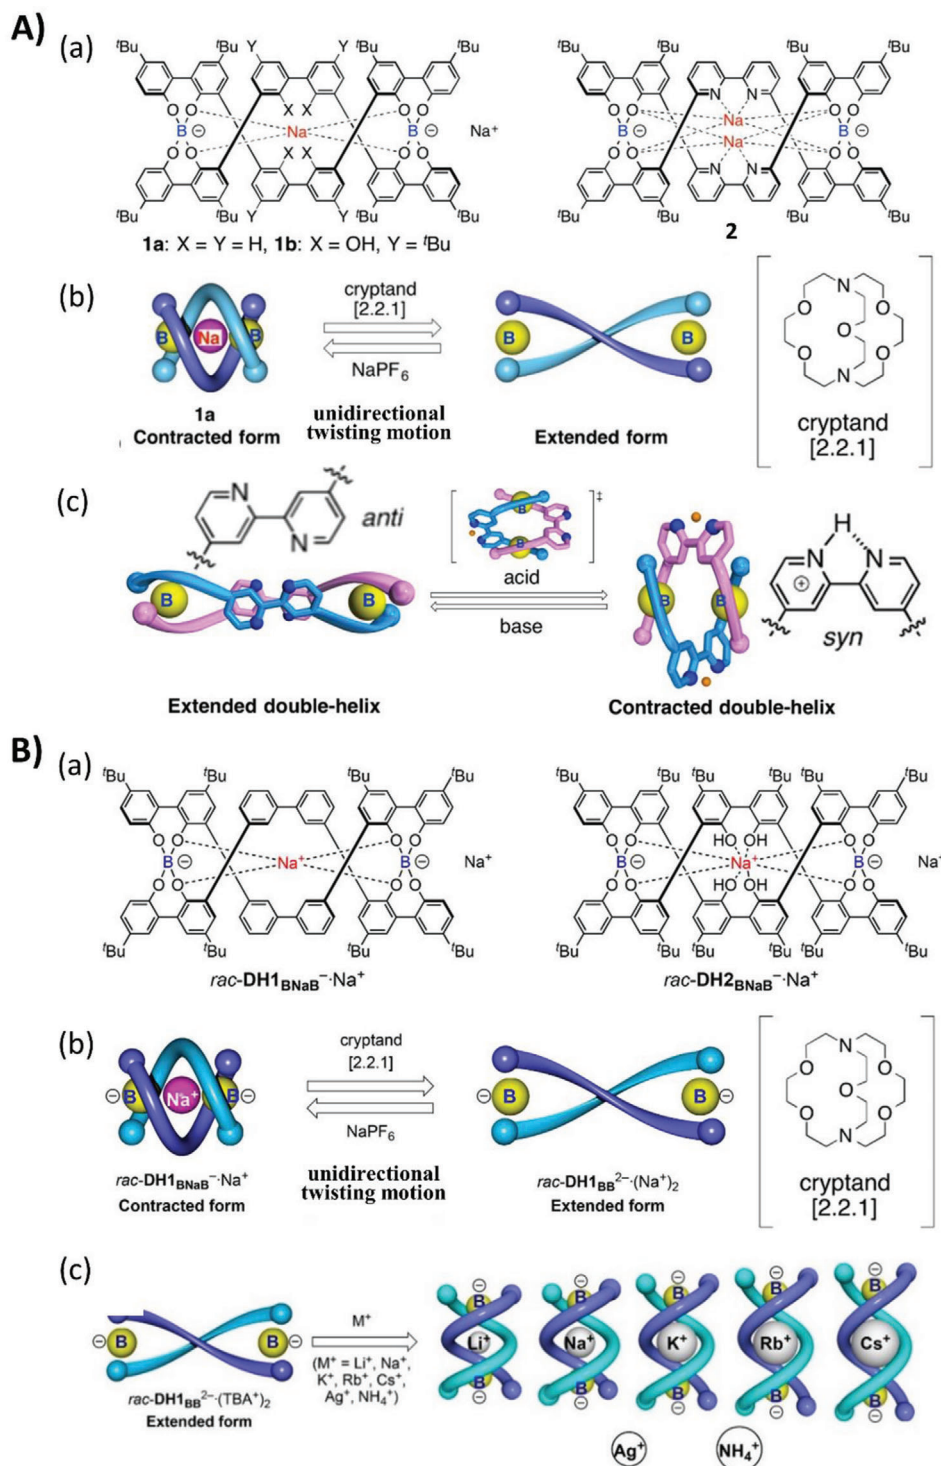 A)
(a)
tBu tBu Y Y tBu tBu
O O X X O O
B ⊖ Na B ⊖ Na+
O O X X O O
tBu tBu Y Y tBu tBu
1a: X = Y = H, 1b: X = OH, Y = tBu
tBu tBu tBu tBu
O O N N O O
B ⊖ Na B ⊖
Na
O O N N O O
tBu tBu tBu tBu
2
(b)
B Na B
1a
Contracted form
cryptand
[2.2.1]
NaPF6
unidirectional
twisting motion
B B
Extended form
N
O O
O
O O
N
cryptand
[2.2.1]
(c)
N
N
anti
B B
Extended double-helix
B
B
‡
acid
base
B B
Contracted double-helix
H
N N
⊕
syn
B)
(a)
tBu tBu tBu tBu
O O O O
B ⊖ Na+ B ⊖ Na+
O O O O
tBu tBu tBu tBu
rac-DH1BNaB−·Na+
tBu tBu tBu tBu tBu tBu
O O HO OH O O
B ⊖ Na+ B ⊖ Na+
O O HO OH O O
tBu tBu tBu tBu tBu tBu
rac-DH2BNaB−·Na+
(b)
⊖ B Na+ B ⊖
rac-DH1BNaB−·Na+
Contracted form
cryptand
[2.2.1]
NaPF6
unidirectional
twisting motion
⊖ B B ⊖
rac-DH1BB2−·(Na+)2
Extended form
N
O O
O
O O
N
cryptand
[2.2.1]
(c)
⊖ B B ⊖
rac-DH1BB2−·(TBA+)2
Extended form
M+
(M+ = Li+, Na+,
K+, Rb+, Cs+,
Ag+, NH4+)
⊖ ⊖ ⊖ ⊖ ⊖
B B B B B
Li+ Na+ K+ Rb+ Cs+
B B B B B
⊖ ⊖ ⊖ ⊖ ⊖
Ag+ NH4+